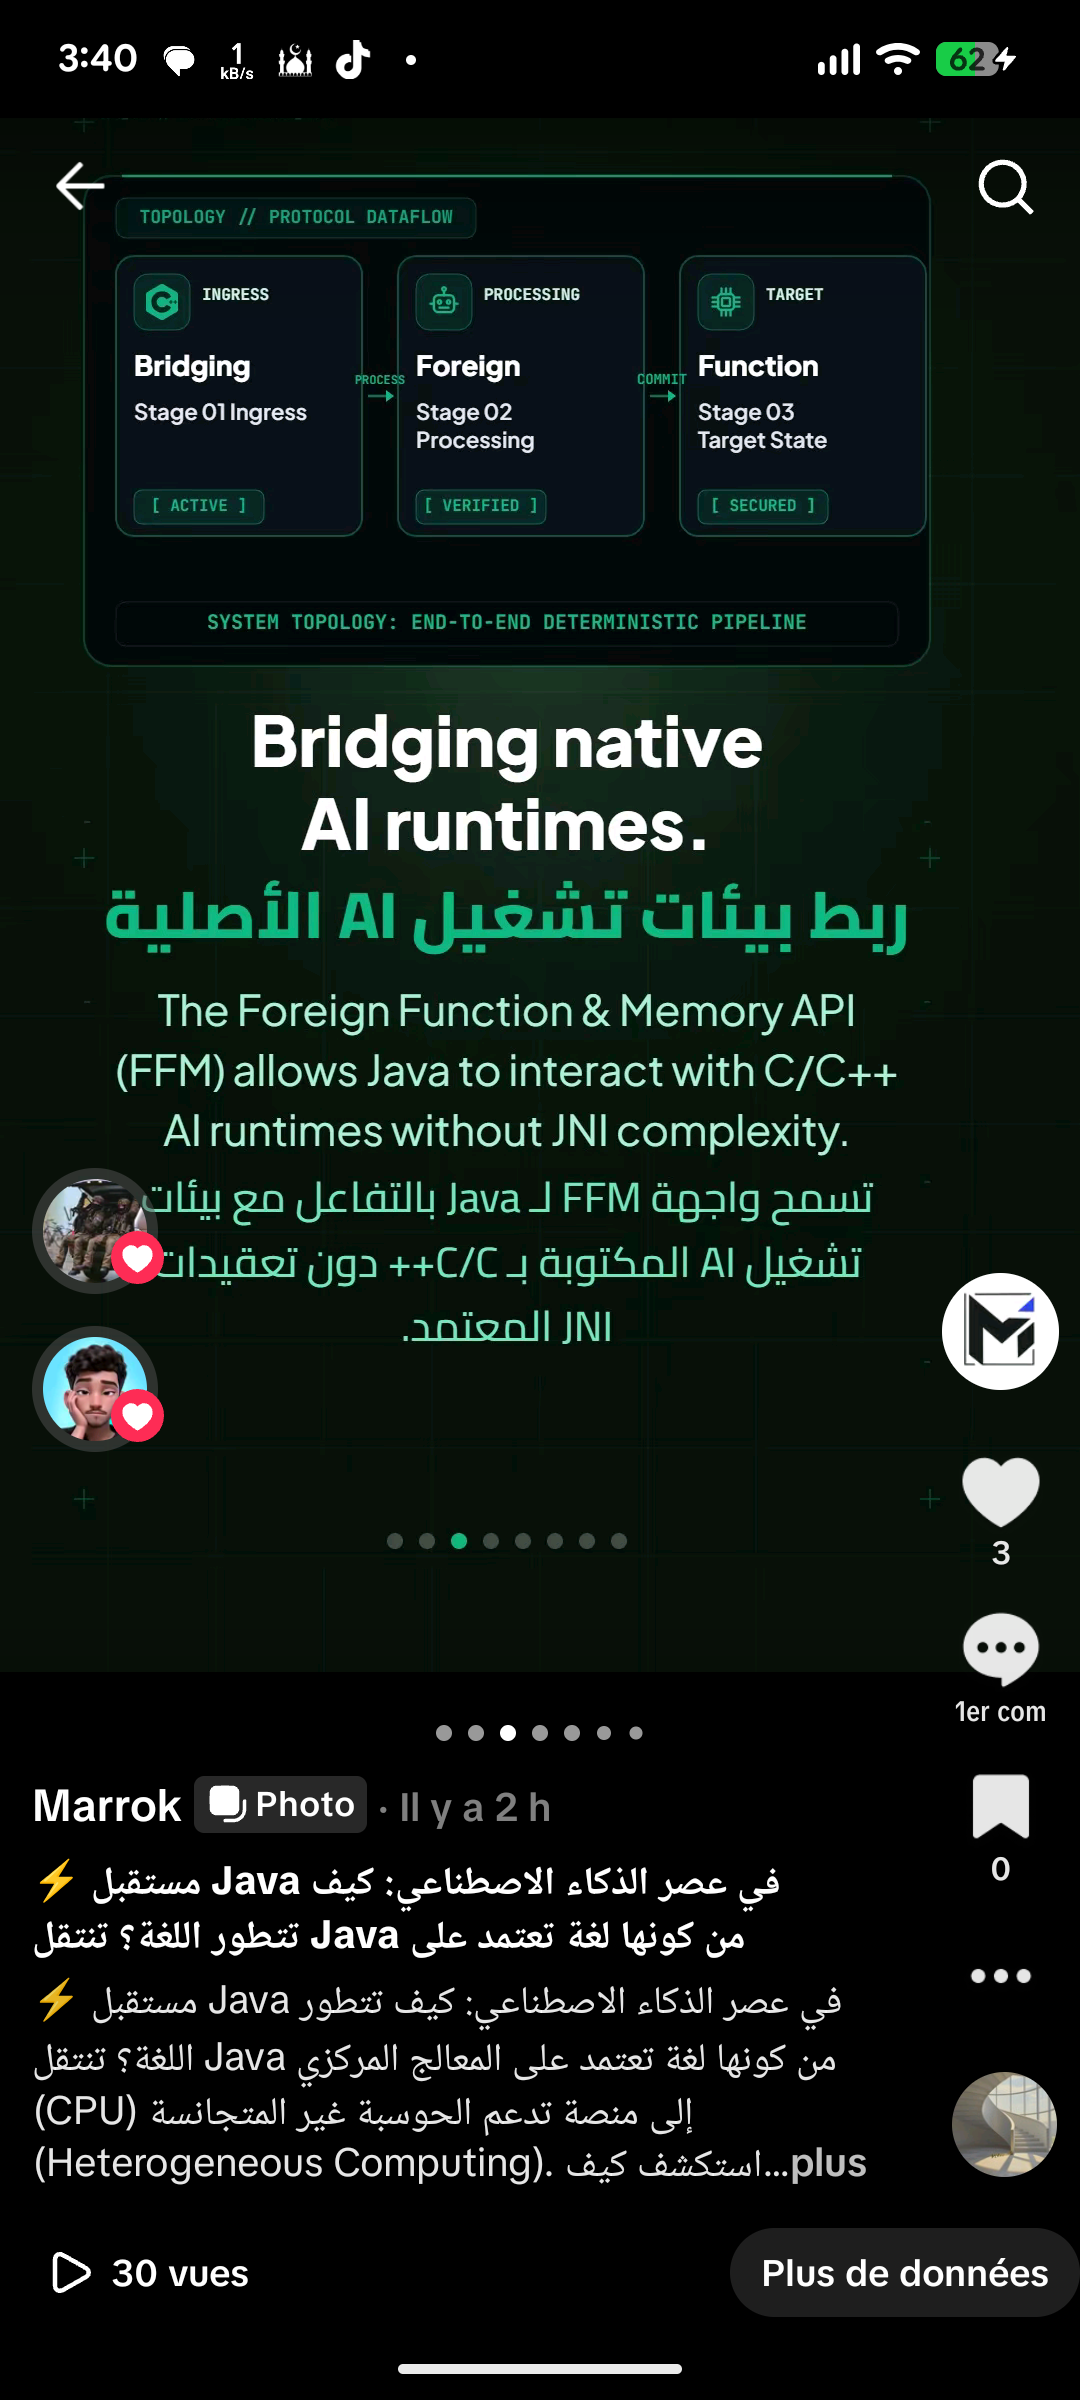 3:40
1
kB/s
62
TOPOLOGY // PROTOCOL DATAFLOW
INGRESS
Bridging
Stage 01 Ingress
[ ACTIVE ]
PROCESS
PROCESSING
Foreign
Stage 02
Processing
[ VERIFIED ]
COMMIT
TARGET
Function
Stage 03
Target State
[ SECURED ]
SYSTEM TOPOLOGY: END-TO-END DETERMINISTIC PIPELINE
Bridging native
AI runtimes.
ربط بيئات تشغيل AI الأصلية
The Foreign Function & Memory API
(FFM) allows Java to interact with C/C++
AI runtimes without JNI complexity.
تسمح واجهة FFM لـ Java بالتفاعل مع بيئات
تشغيل AI المكتوبة بـ C/C++ دون تعقيدات
JNI المعتمد.
3
1er com
0
Marrok Photo · Il y a 2 h
⚡ مستقبل Java في عصر الذكاء الاصطناعي: كيف
تتطور اللغة؟ تنتقل Java من كونها لغة تعتمد على
⚡ مستقبل Java في عصر الذكاء الاصطناعي: كيف تتطور
اللغة؟ تنتقل Java من كونها لغة تعتمد على المعالج المركزي
(CPU) إلى منصة تدعم الحوسبة غير المتجانسة
(Heterogeneous Computing). استكشف كيف...plus
30 vues
Plus de données